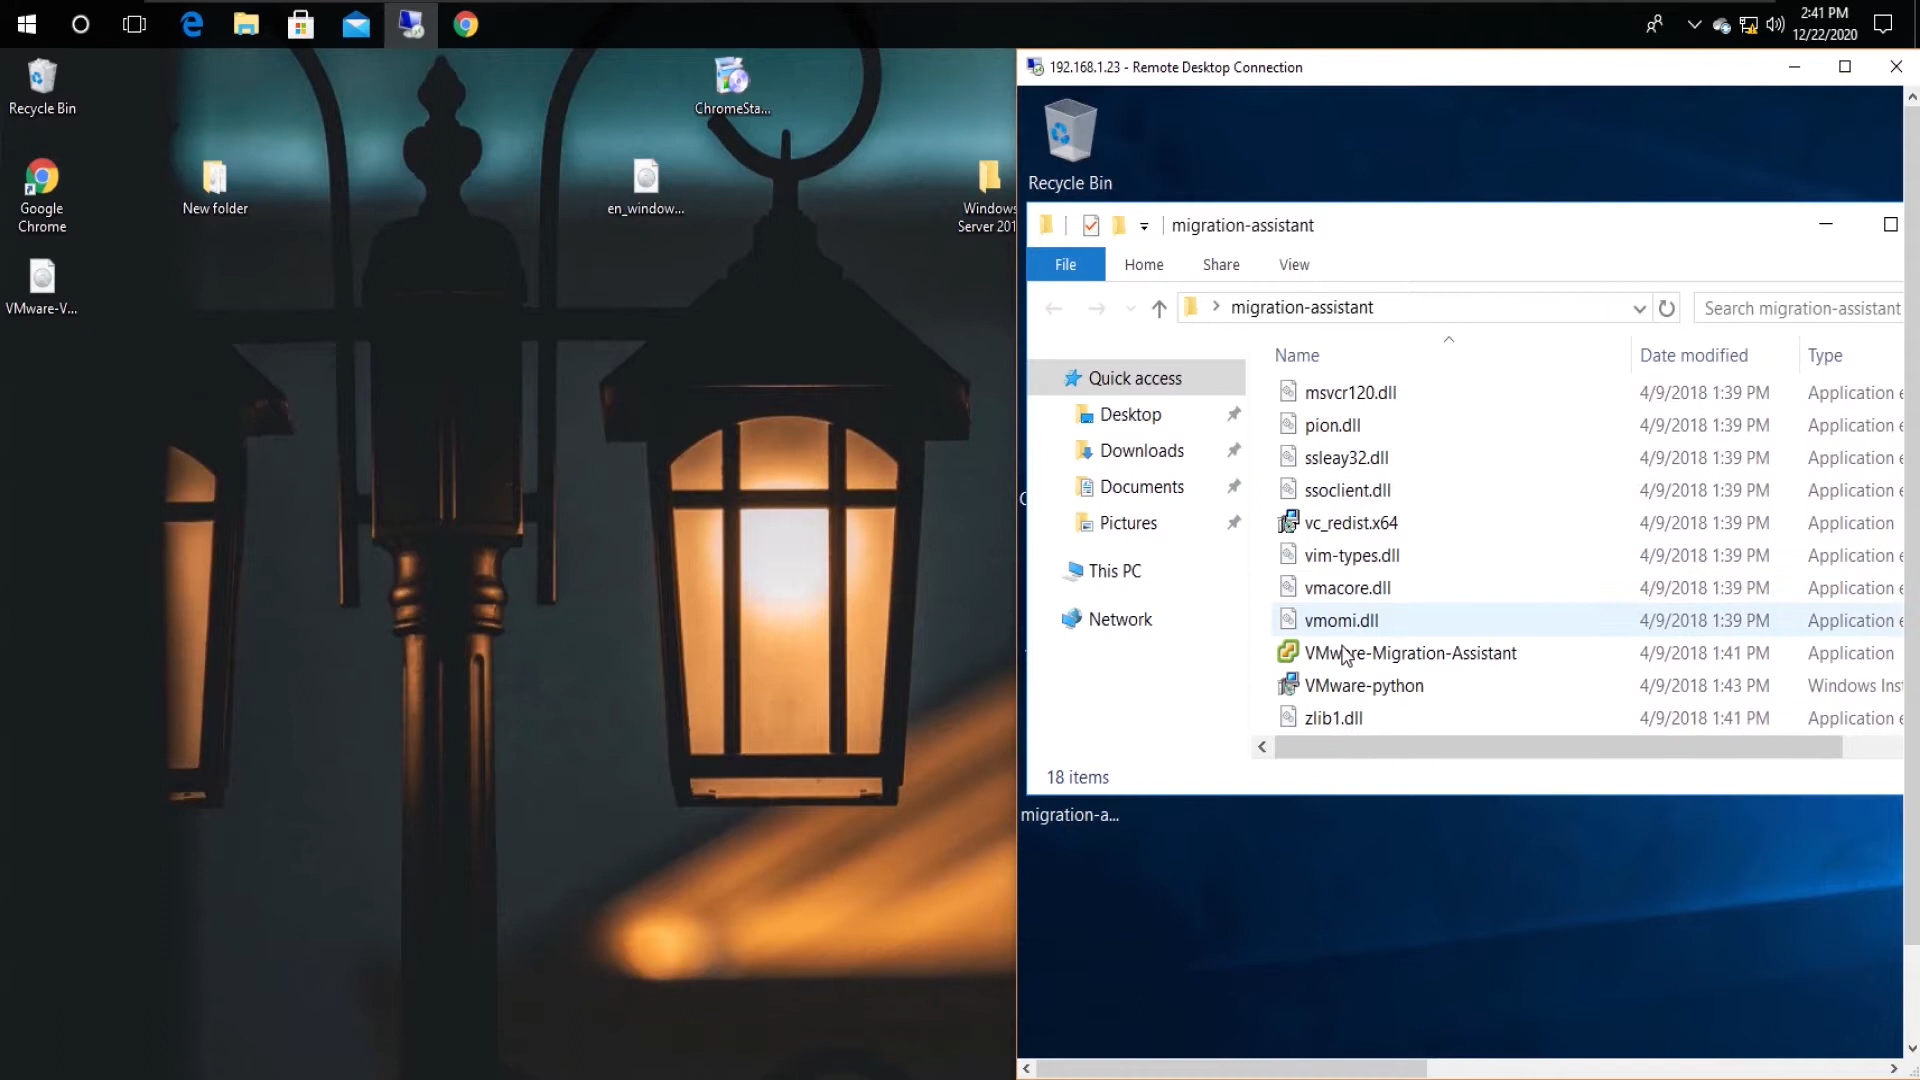 2:41 PM
12/22/2020
Recycle Bin
ChromeSta...
Google
Chrome
New folder
en_window...
Windows
Server 201
VMware-V...
192.168.1.23 - Remote Desktop Connection
Recycle Bin
migration-assistant
File
Home
Share
View
migration-assistant
Search migration-assistant
Name
Date modified
Type
Quick access
Desktop
Downloads
Documents
Pictures
This PC
Network
msvcr120.dll 4/9/2018 1:39 PM Application e
pion.dll 4/9/2018 1:39 PM Application e
ssleay32.dll 4/9/2018 1:39 PM Application e
ssoclient.dll 4/9/2018 1:39 PM Application e
vc_redist.x64 4/9/2018 1:39 PM Application
vim-types.dll 4/9/2018 1:39 PM Application e
vmacore.dll 4/9/2018 1:39 PM Application e
vmomi.dll 4/9/2018 1:39 PM Application e
VMware-Migration-Assistant 4/9/2018 1:41 PM Application
VMware-python 4/9/2018 1:43 PM Windows Ins
zlib1.dll 4/9/2018 1:41 PM Application e
18 items
migration-a...